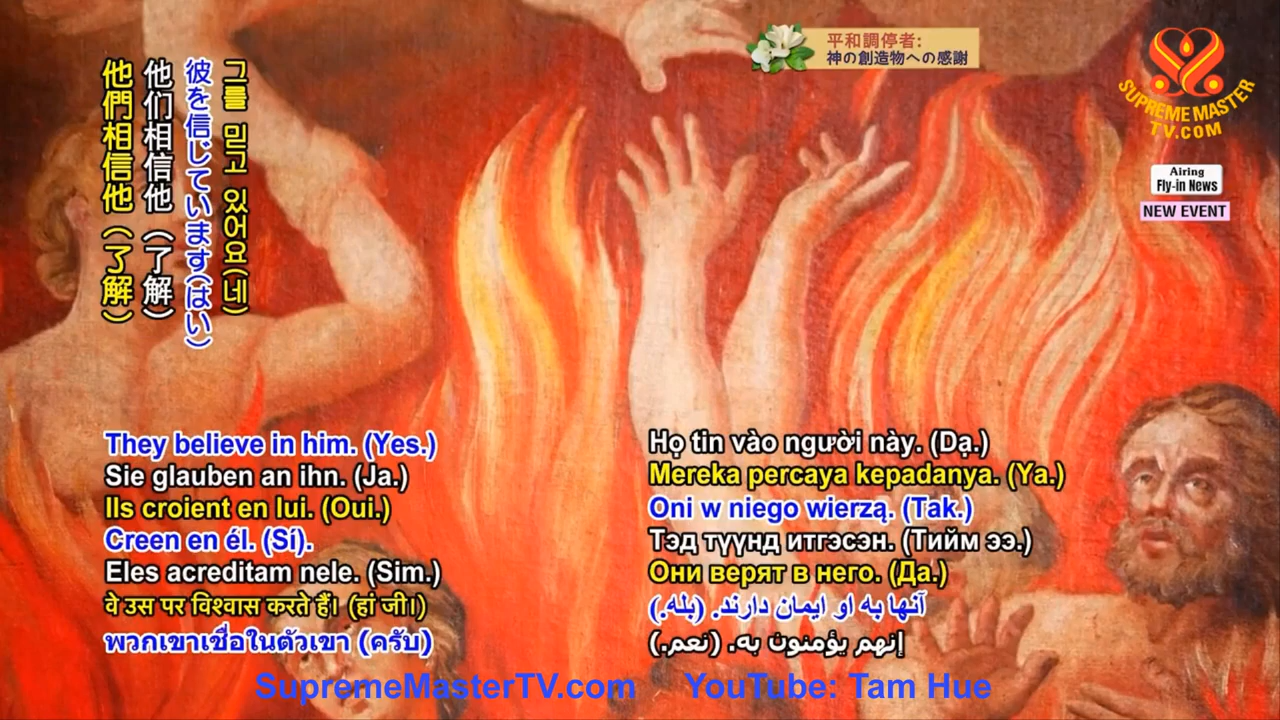 平和調停者:
神の創造物への感謝
SUPREME MASTER
TV.COM
Airing
Fly-in News
NEW EVENT
그를 믿고 있어요(네)
彼を信じています(はい)
他们相信他（了解）
他們相信他（了解）
They believe in him. (Yes.)
Sie glauben an ihn. (Ja.)
Ils croient en lui. (Oui.)
Creen en él. (Sí).
Eles acreditam nele. (Sim.)
वे उस पर विश्वास करते हैं। (हां जी।)
พวกเขาเชื่อในตัวเขา (ครับ)
Họ tin vào người này. (Dạ.)
Mereka percaya kepadanya. (Ya.)
Oni w niego wierzą. (Tak.)
Тэд түүнд итгэсэн. (Тийм ээ.)
Они верят в него. (Да.)
آنها به او ایمان دارند. (بله.)
إنهم يؤمنون به. (نعم.)
SupremeMasterTV.com YouTube: Tam Hue